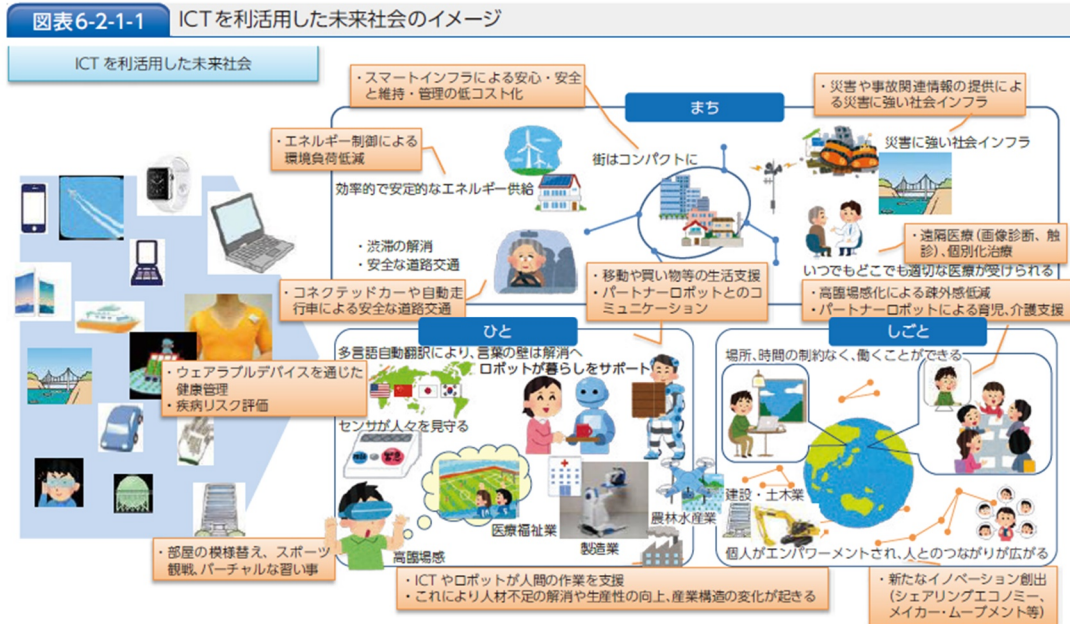 図表6-2-1-1
ICTを利活用した未来社会のイメージ
ICT を利活用した未来社会
・スマートインフラによる安心・安全
と維持・管理の低コスト化
まち
・災害や事故関連情報の提供によ
る災害に強い社会インフラ
・エネルギー制御による
環境負荷低減
街はコンパクトに
災害に強い社会インフラ
効率的で安定的なエネルギー供給
・渋滞の解消
・安全な道路交通
・遠隔医療(画像診断、触
診)、個別化治療
いつでもどこでも適切な医療が受けられる
・移動や買い物等の生活支援
・パートナーロボットとのコ
ミュニケーション
・コネクテッドカーや自動走
行車による安全な道路交通
・高臨場感化による疎外感低減
・パートナーロボットによる育児、介護支援
ひと
しごと
多言語自動翻訳により、言葉の壁は解消へ
ロボットが暮らしをサポート
場所、時間の制約なく、働くことができる
・ウェアラブルデバイスを通じた
健康管理
・疾病リスク評価
センサが人々を見守る
医療福祉業
製造業
農林水産業
建設・土木業
高臨場感
個人がエンパワーメントされ、人とのつながりが広がる
・部屋の模様替え、スポーツ
観戦、バーチャルな習い事
・ICT やロボットが人間の作業を支援
・これにより人材不足の解消や生産性の向上、産業構造の変化が起きる
・新たなイノベーション創出
(シェアリングエコノミー、
メイカー・ムーブメント等)